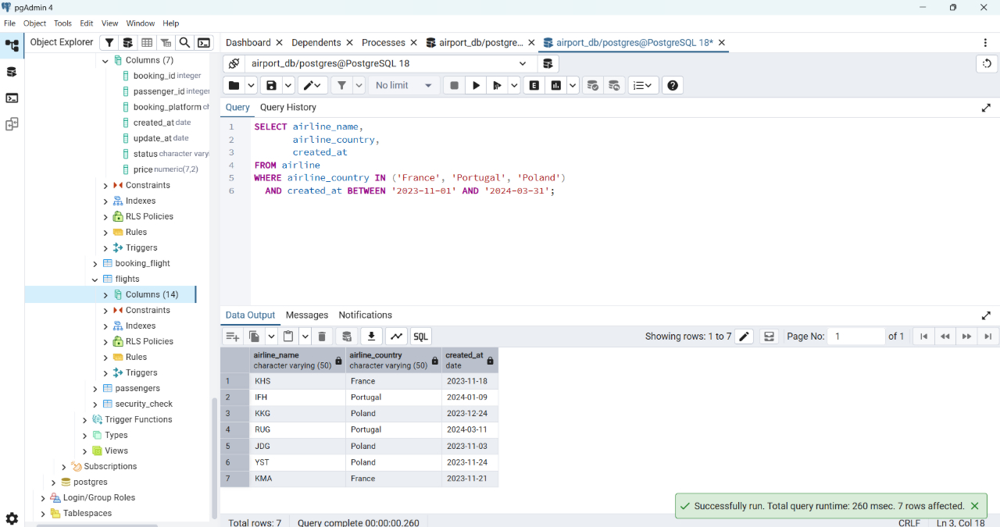 pgAdmin 4
File Object Tools Edit View Window Help
Object Explorer
Dashboard Dependents Processes airport_db/postgre... airport_db/postgres@PostgreSQL 18*
Columns (7)
booking_id integer
passenger_id integer
booking_platform ch
created_at date
update_at date
status character vary
price numeric(7,2)
Constraints
Indexes
RLS Policies
Rules
Triggers
booking_flight
flights
Columns (14)
Constraints
Indexes
RLS Policies
Rules
Triggers
passengers
security_check
Trigger Functions
Types
Views
Subscriptions
postgres
Login/Group Roles
Tablespaces
airport_db/postgres@PostgreSQL 18
No limit
E
Query Query History
1 SELECT airline_name,
2 airline_country,
3 created_at
4 FROM airline
5 WHERE airline_country IN ('France', 'Portugal', 'Poland')
6 AND created_at BETWEEN '2023-11-01' AND '2024-03-31';
Data Output Messages Notifications
SQL
Showing rows: 1 to 7 Page No: 1 of 1
airline_name airline_country created_at
character varying (50) character varying (50) date
1 KHS France 2023-11-18
2 IFH Portugal 2024-01-09
3 KKG Poland 2023-12-24
4 RUG Portugal 2024-03-11
5 JDG Poland 2023-11-03
6 YST Poland 2023-11-24
7 KMA France 2023-11-21
Successfully run. Total query runtime: 260 msec. 7 rows affected.
Total rows: 7 Query complete 00:00:00.260 CRLF Ln 3, Col 18